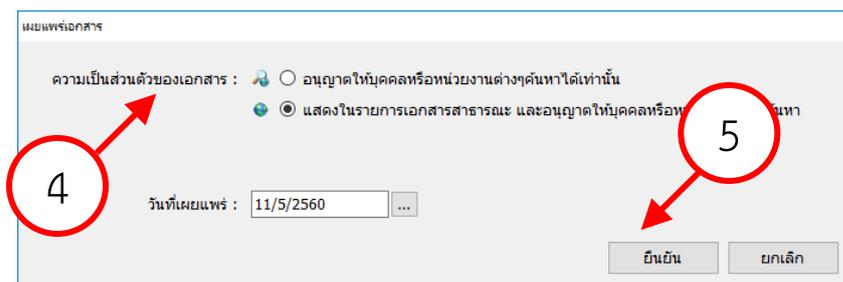 เผยแพร่เอกสาร
ความเป็นส่วนตัวของเอกสาร : อนุญาตให้บุคคลหรือหน่วยงานต่างๆค้นหาได้เท่านั้น
แสดงในรายการเอกสารสาธารณะ และอนุญาตให้บุคคลหรือ
4
5
วันที่เผยแพร่ : 11/5/2560 ...
ยืนยัน ยกเลิก